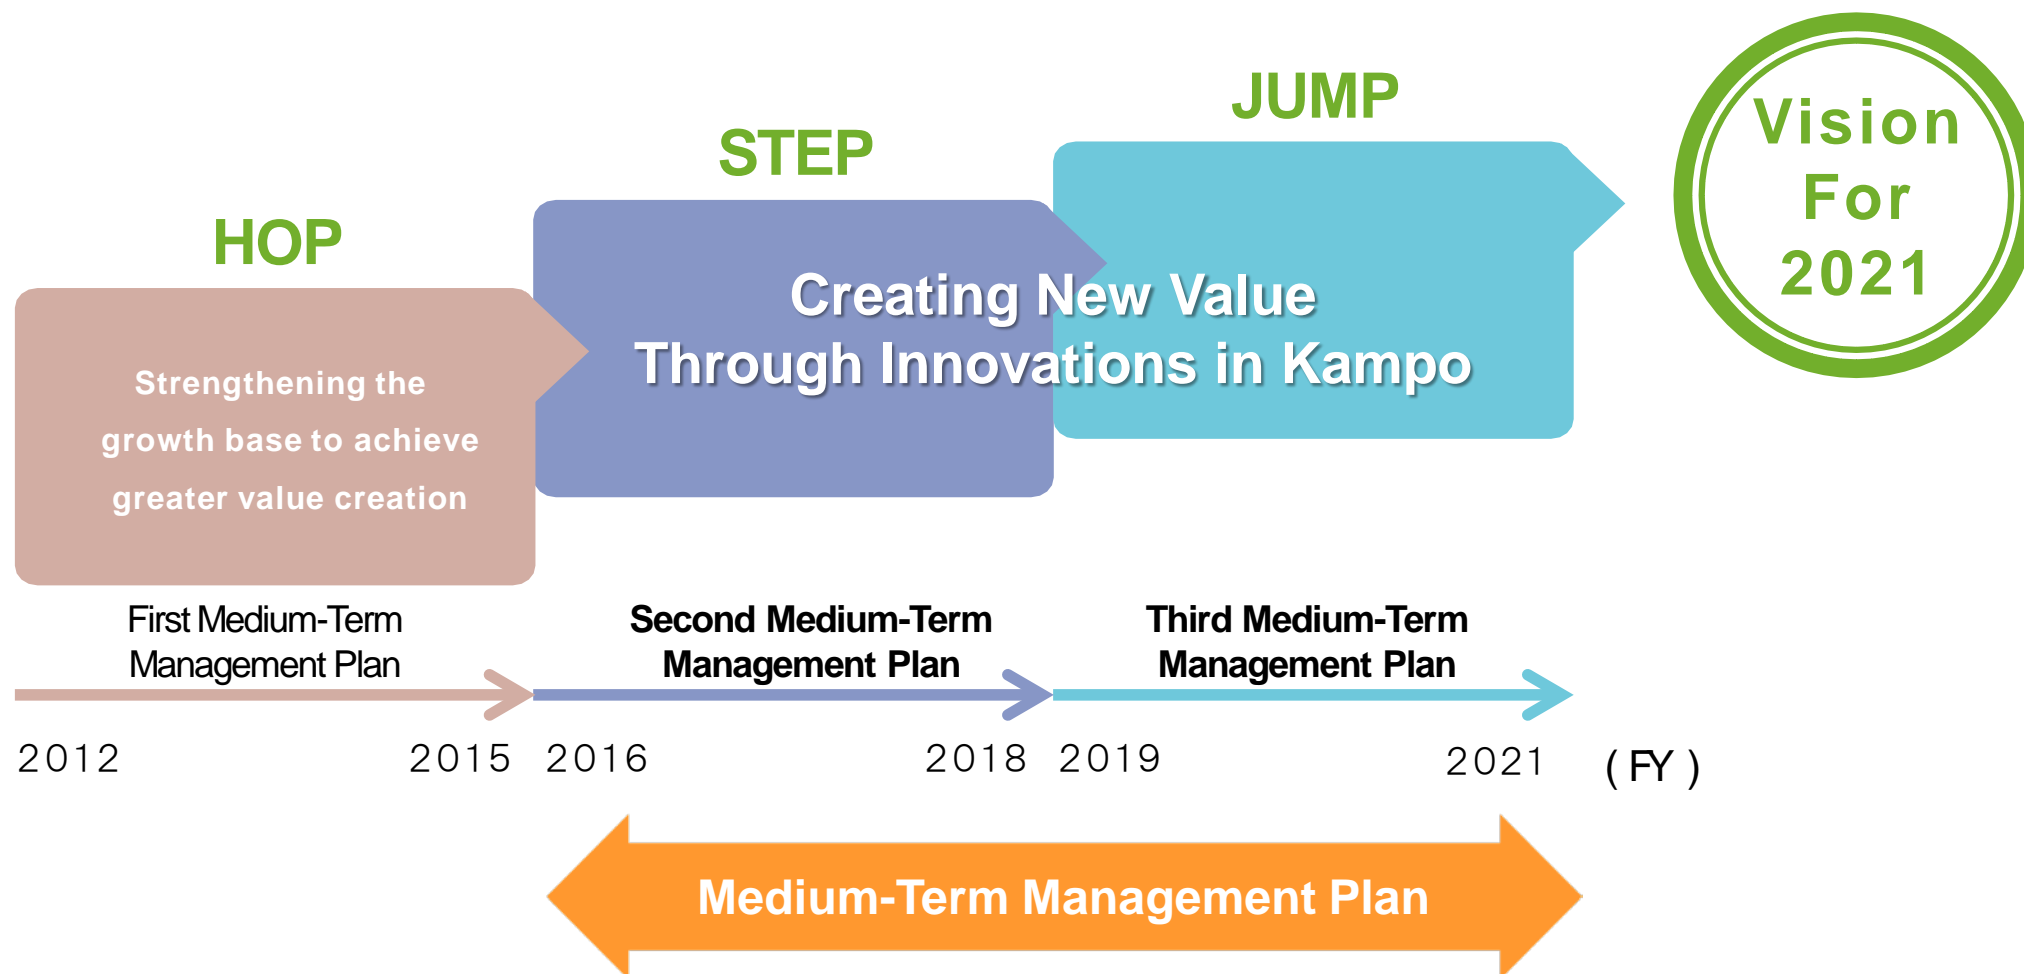 HOP
STEP
JUMP
Vision
For
2021
Strengthening the
growth base to achieve
greater value creation
Creating New Value
Through Innovations in Kampo
First Medium-Term
Management Plan
Second Medium-Term
Management Plan
Third Medium-Term
Management Plan
2012 2015 2016 2018 2019 2021 (FY)
Medium-Term Management Plan